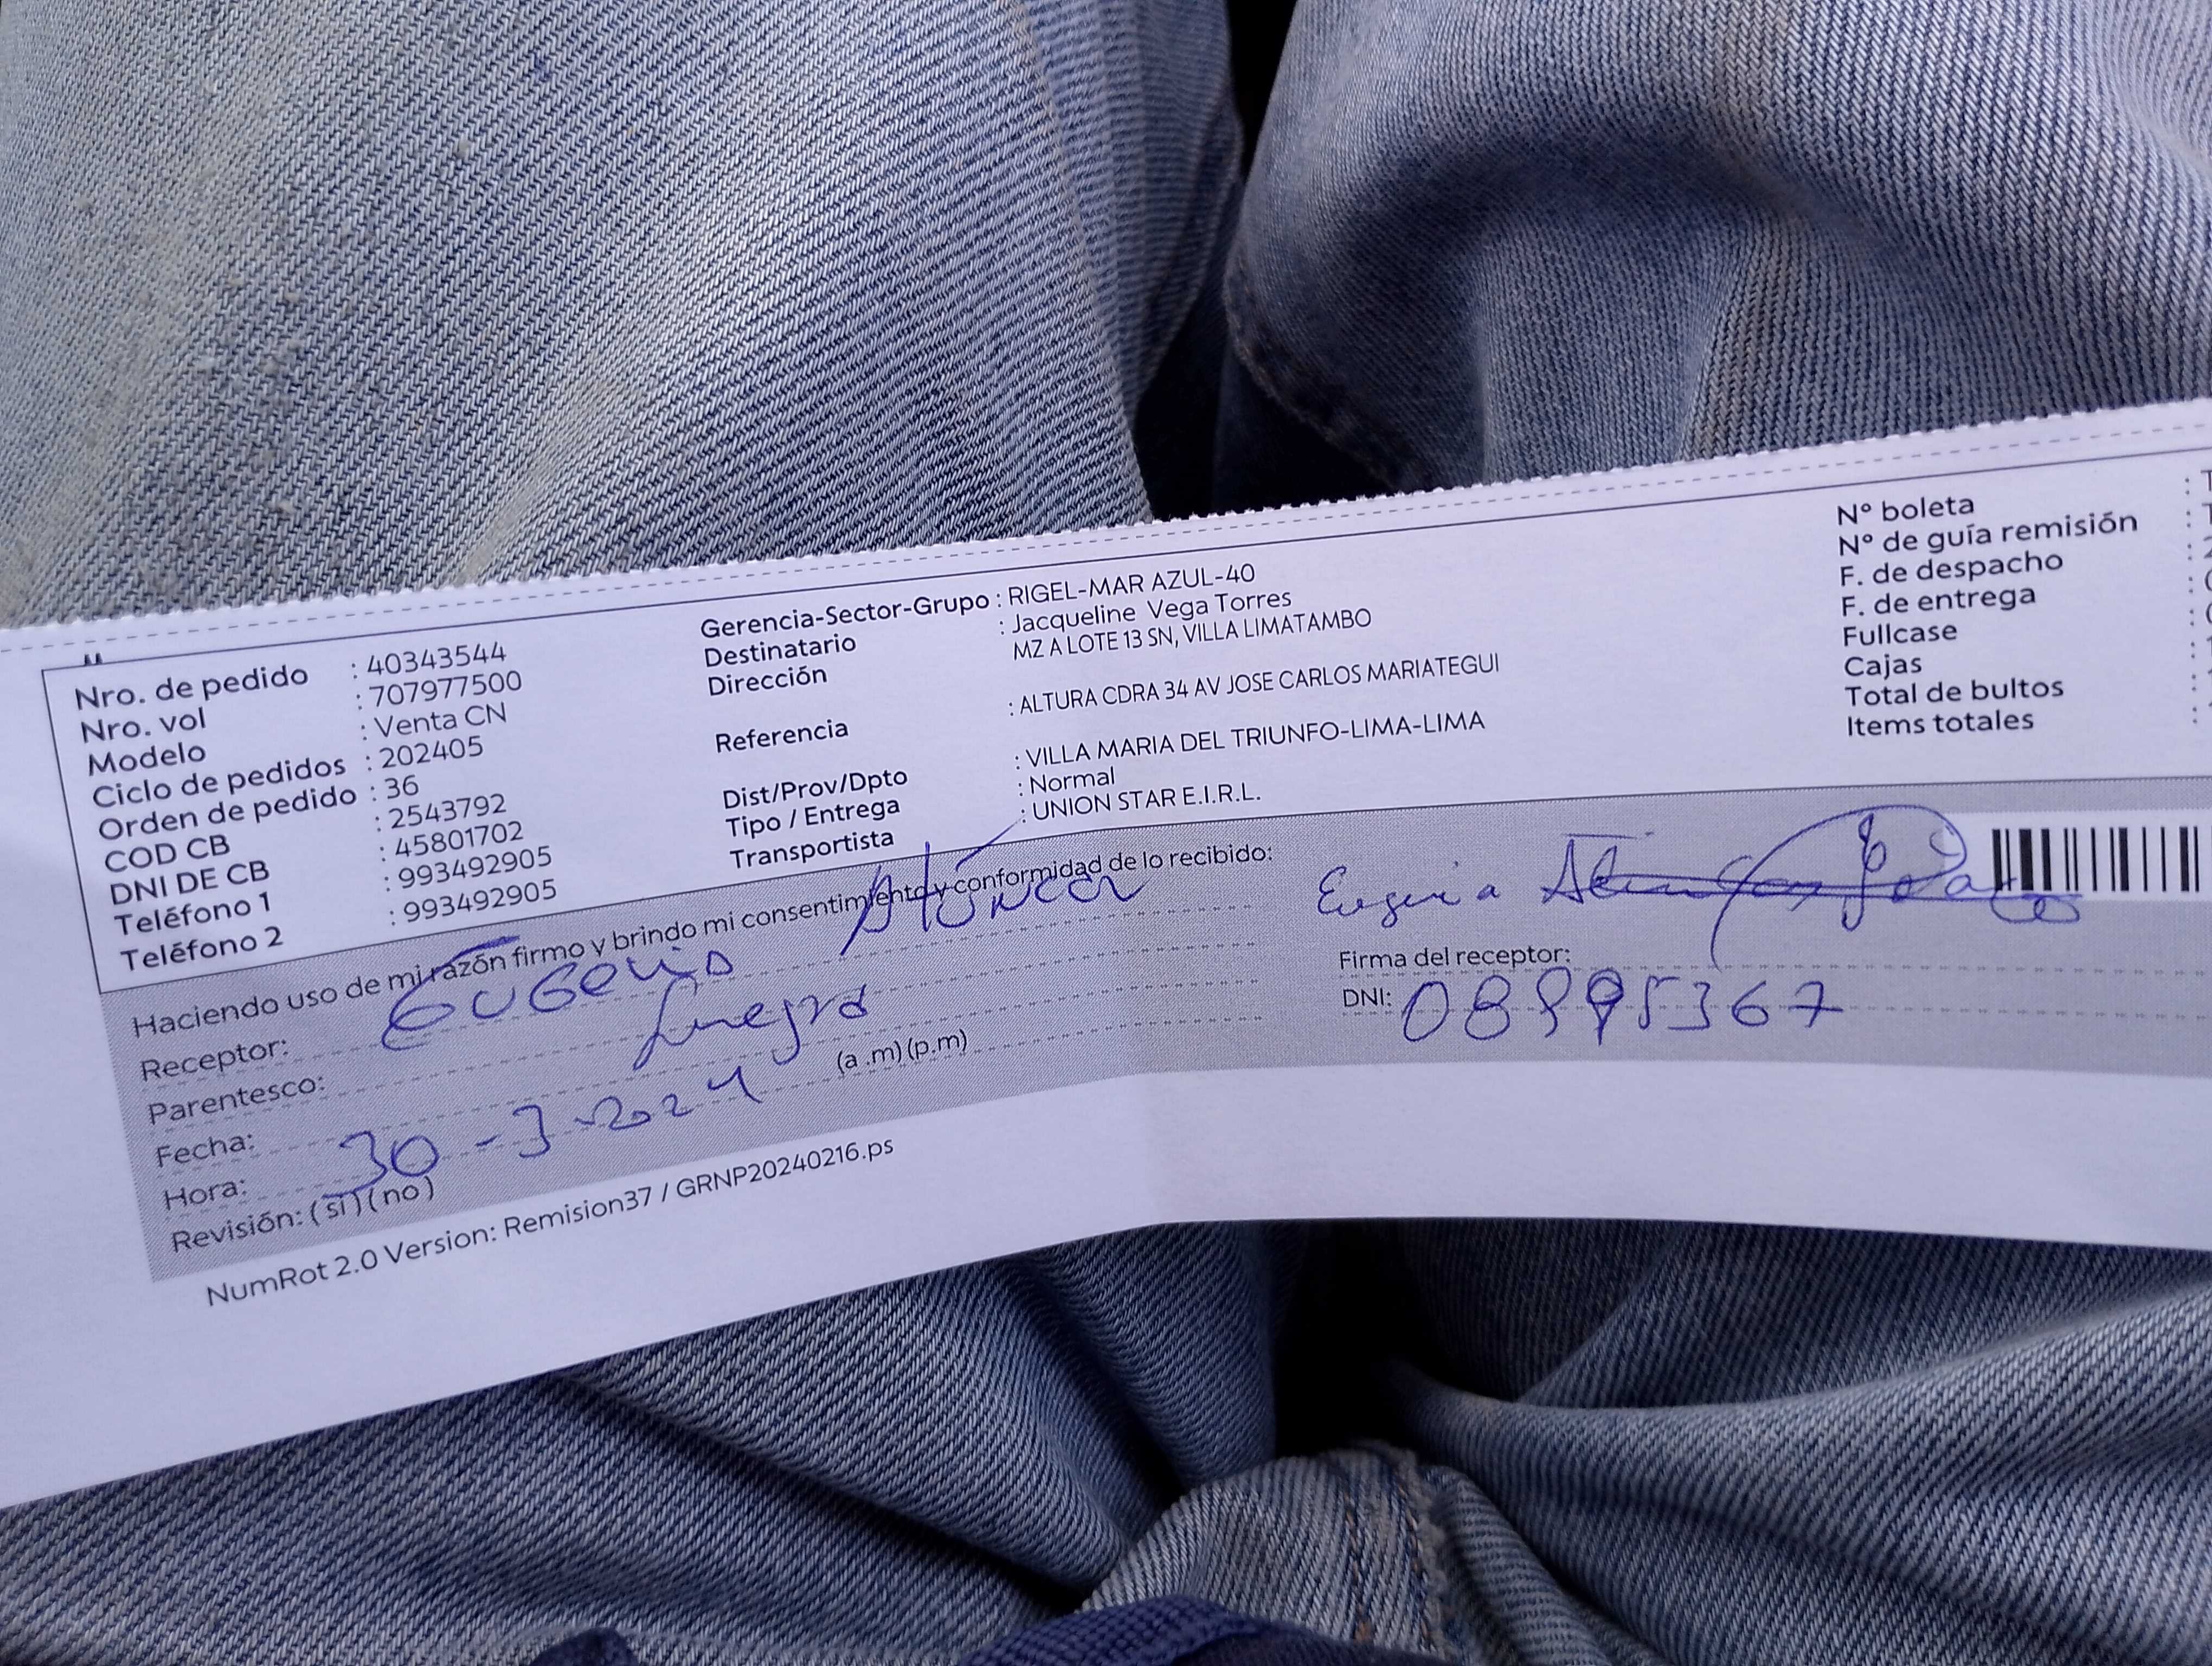 Nro. de pedido : 40343544
Nro. vol : 707977500
Modelo : Venta CN
Ciclo de pedidos : 202405
Orden de pedido : 36
COD CB : 2543792
DNI DE CB : 45801702
Teléfono 1 : 993492905
Teléfono 2 : 993492905
Gerencia-Sector-Grupo : RIGEL-MAR AZUL-40
Destinatario : Jacqueline Vega Torres
Dirección MZ A LOTE 13 SN, VILLA LIMATAMBO
Referencia : ALTURA CDRA 34 AV JOSE CARLOS MARIATEGUI
Dist/Prov/Dpto : VILLA MARIA DEL TRIUNFO-LIMA-LIMA
Tipo / Entrega : Normal
Transportista : UNION STAR E.I.R.L.
N° boleta :
N° de guía remisión :
F. de despacho :
F. de entrega :
Fullcase :
Cajas :
Total de bultos :
Items totales :
Haciendo uso de mi razón firmo y brindo mi consentimiento y conformidad de lo recibido:
Receptor: Eugenio
Parentesco: Suegra
Fecha: 30-3-2024
Hora: (a .m) (p.m)
Revisión: (si) (no)
Eugenia
Firma del receptor:
DNI: 08995367
NumRot 2.0 Version: Remision37 / GRNP20240216.ps